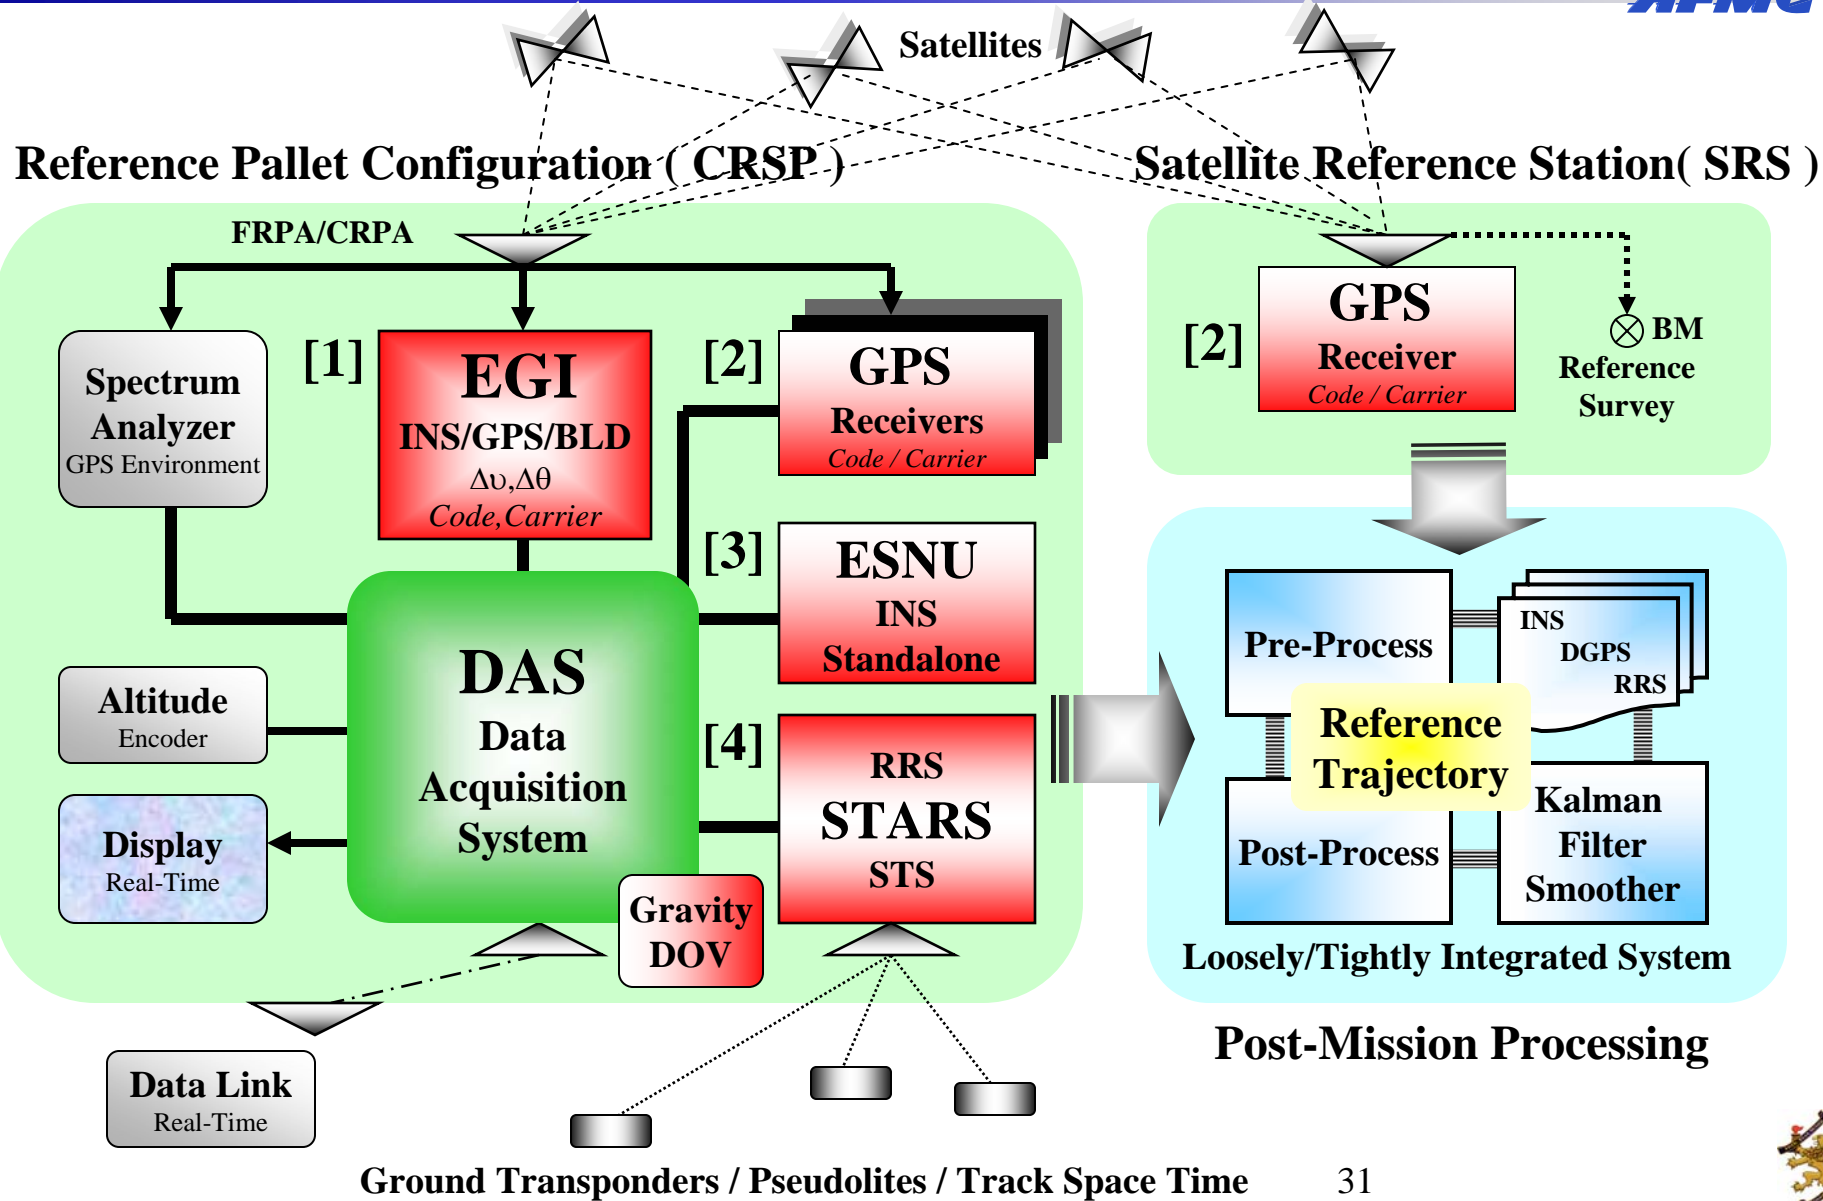 AFMC
Satellites
Reference Pallet Configuration ( CRSP )
Satellite Reference Station( SRS )
FRPA/CRPA
Spectrum
Analyzer
GPS Environment
[1]
EGI
INS/GPS/BLD
Δυ,Δθ
Code,Carrier
[2]
GPS
Receivers
Code / Carrier
[2]
GPS
Receiver
Code / Carrier
BM
Reference
Survey
[3]
ESNU
INS
Standalone
DAS
Data
Acquisition
System
Altitude
Encoder
Display
Real-Time
[4]
RRS
STARS
STS
Gravity
DOV
Pre-Process
INS
DGPS
RRS
Reference
Trajectory
Post-Process
Kalman
Filter
Smoother
Loosely/Tightly Integrated System
Post-Mission Processing
Data Link
Real-Time
Ground Transponders / Pseudolites / Track Space Time
31